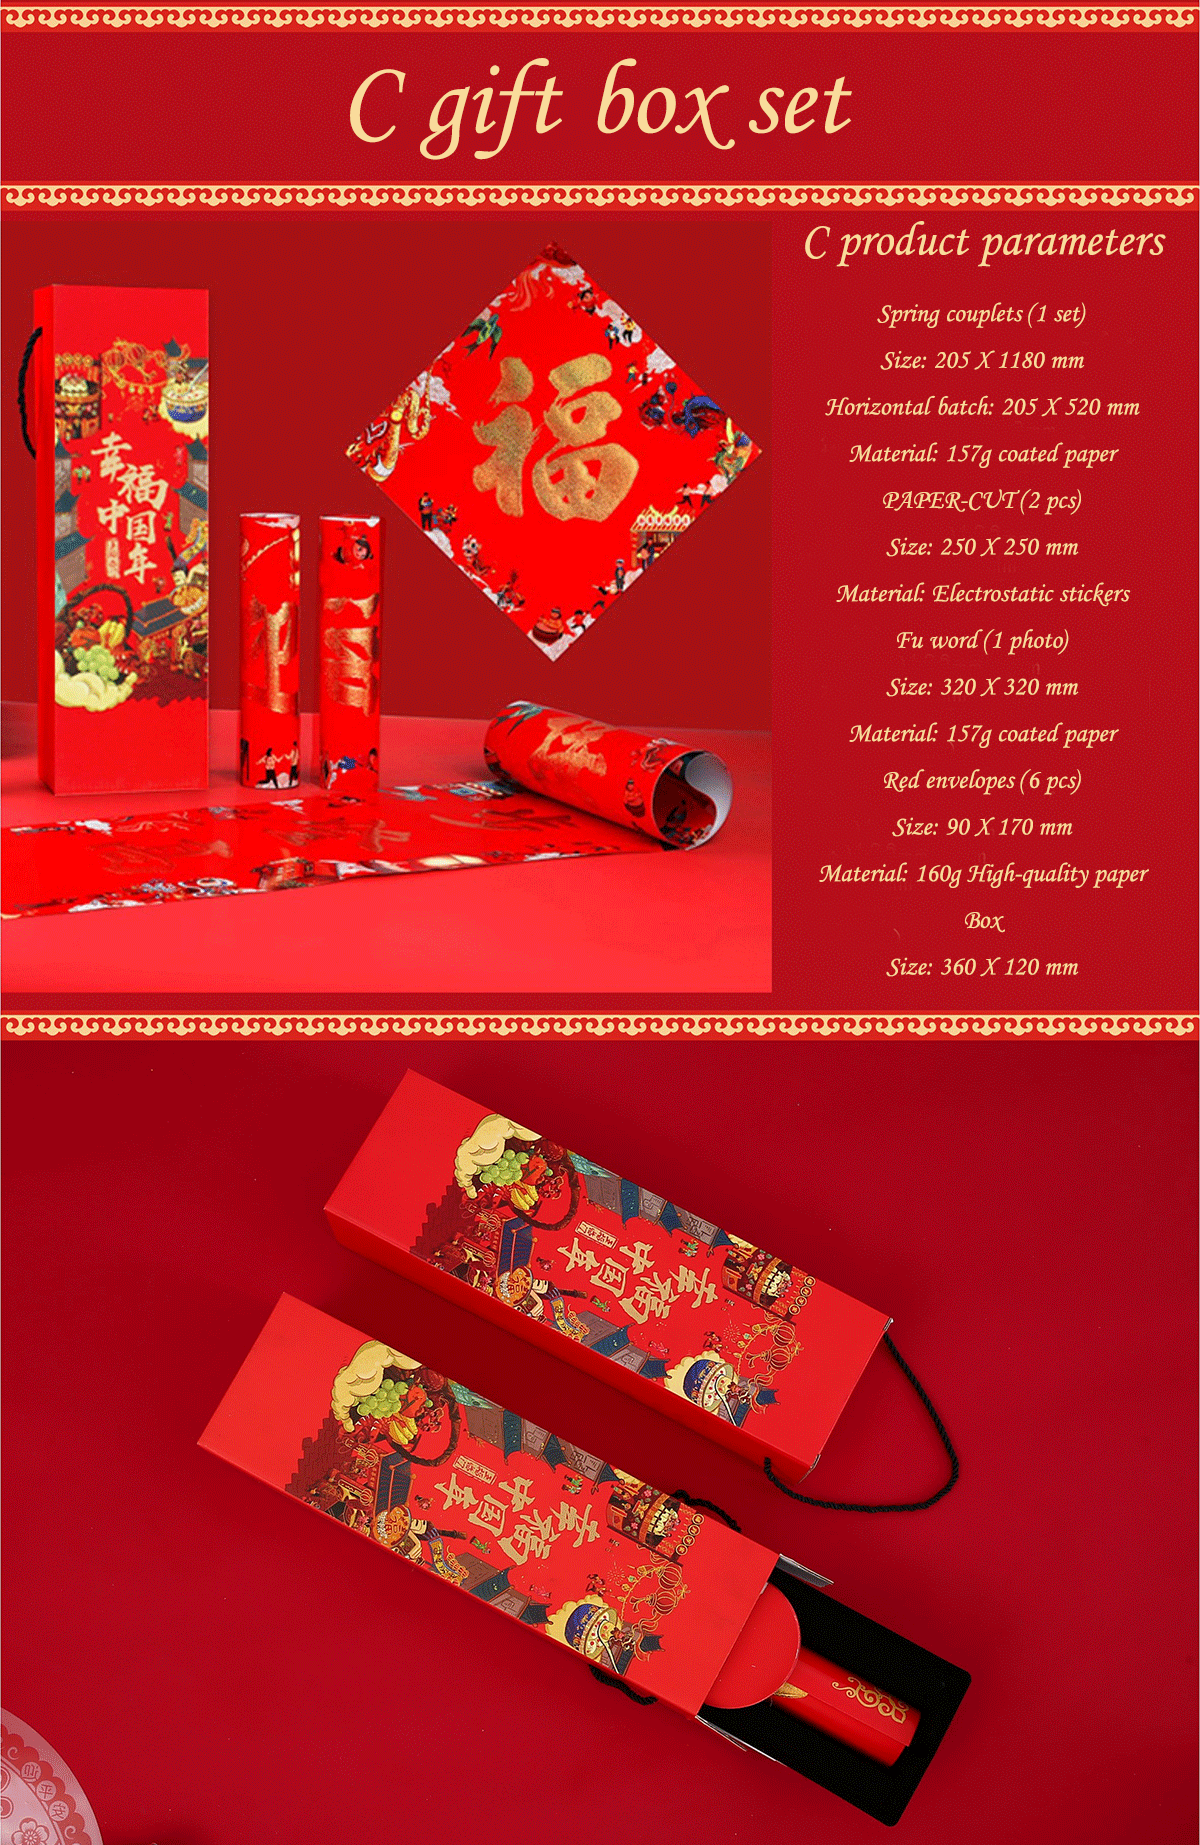 C gift box set
C product parameters
Spring couplets (1 set)
Size: 205 X 1180 mm
Horizontal batch: 205 X 520 mm
Material: 157g coated paper
PAPER-CUT (2 pcs)
Size: 250 X 250 mm
Material: Electrostatic stickers
Fu word (1 photo)
Size: 320 X 320 mm
Material: 157g coated paper
Red envelopes (6 pcs)
Size: 90 X 170 mm
Material: 160g High-quality paper
Box
Size: 360 X 120 mm
福
幸福
中国年
幸福
中国年
幸福
中国年